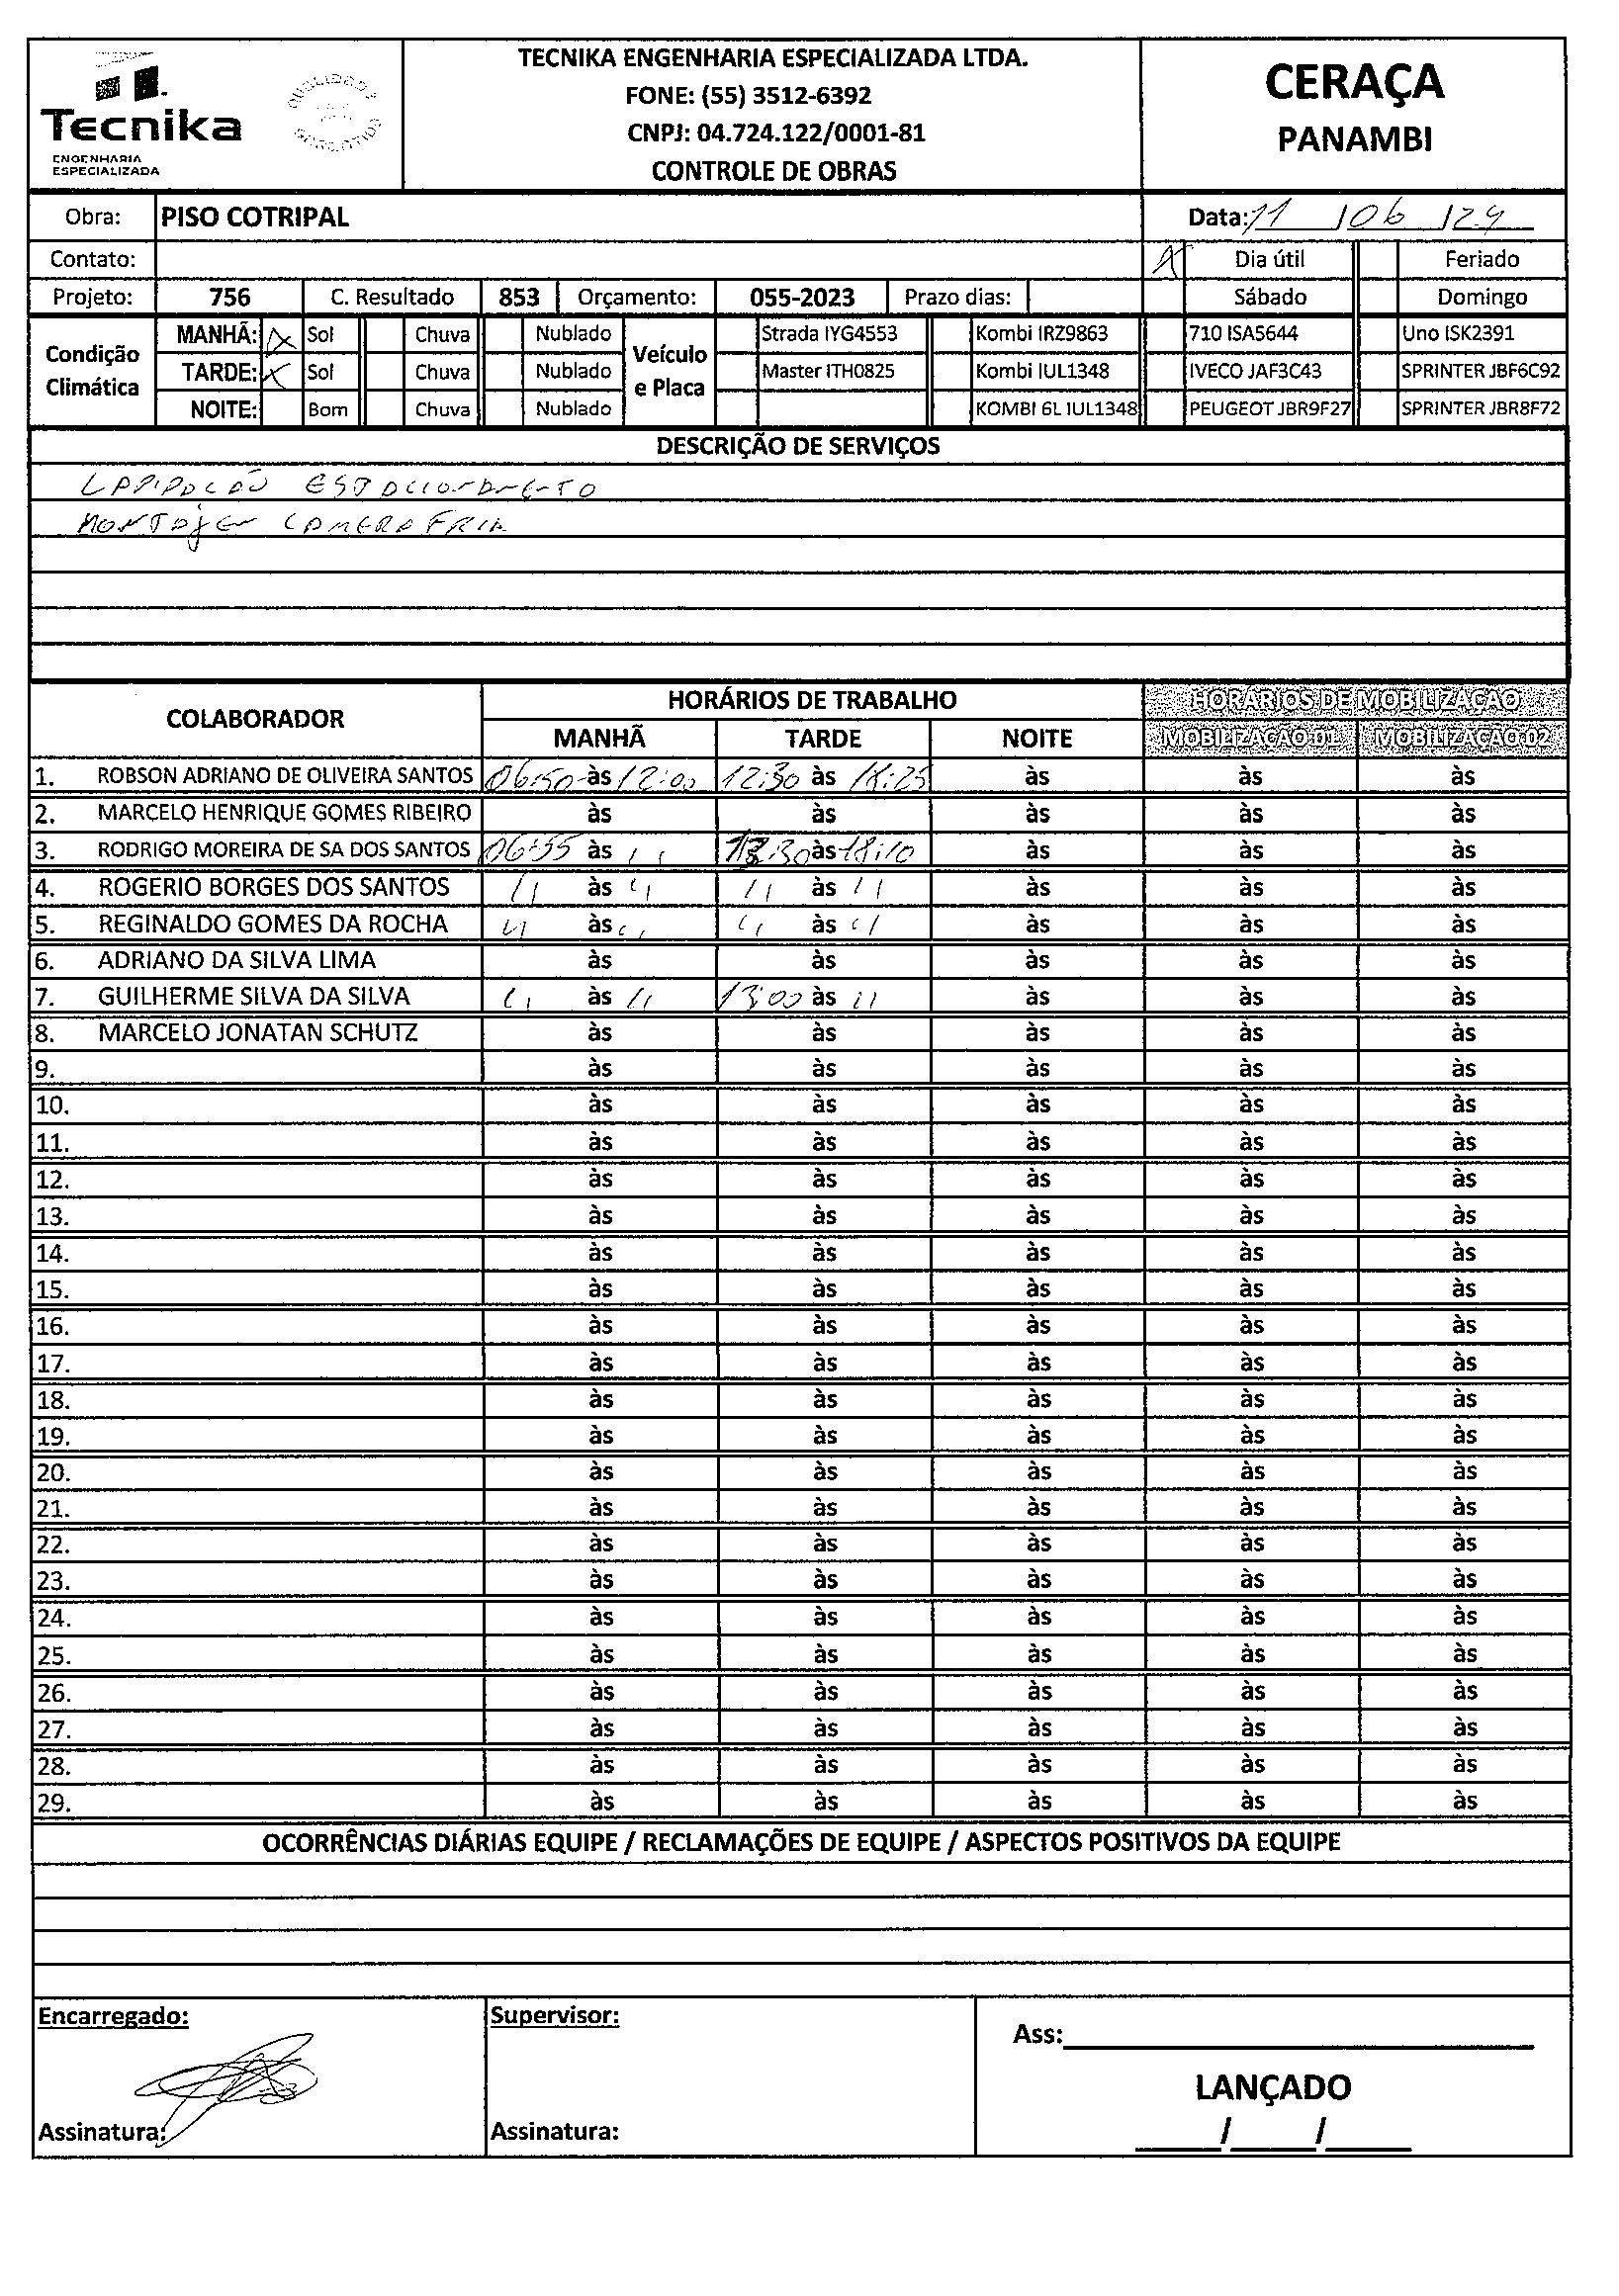 TECNIKA ENGENHARIA ESPECIALIZADA LTDA.
FONE: (55) 3512-6392
CNPJ: 04.724.122/0001-81
CONTROLE DE OBRAS
Tecnika
ENGENHARIA
ESPECIALIZADA
CERAÇA
PANAMBI
Obra: PISO COTRIPAL Data: 11 /06 /24
Contato: X Dia útil Feriado
Projeto: 756 C. Resultado 853 Orçamento: 055-2023 Prazo dias: Sábado Domingo
Condição Climática
MANHÃ: X Sol Chuva Nublado
TARDE: X Sol Chuva Nublado
NOITE: Bom Chuva Nublado
Veículo e Placa
Strada IYG4553 Kombi IRZ9863 710 ISA5644 Uno ISK2391
Master ITH0825 Kombi IUL1348 IVECO JAF3C43 SPRINTER JBF6C92
KOMBI 6L IUL1348 PEUGEOT JBR9F27 SPRINTER JBR8F72
DESCRIÇÃO DE SERVIÇOS
MONTAJEM CAMERA FRIA
COLABORADOR HORÁRIOS DE TRABALHO HORÁRIOS DE MOBILIZAÇÃO
MANHÃ TARDE NOITE MOBILIZAÇÃO 01 MOBILIZAÇÃO 02
1. ROBSON ADRIANO DE OLIVEIRA SANTOS 06:50 às 12:00 12:30 às 18:25 às às às
2. MARCELO HENRIQUE GOMES RIBEIRO às às às às às
3. RODRIGO MOREIRA DE SA DOS SANTOS 06:55 às 11 :30 às 18:10 às às às
4. ROGERIO BORGES DOS SANTOS 11 às 11 11 às 11 às às às
5. REGINALDO GOMES DA ROCHA 11 às 11 11 às 11 às às às
6. ADRIANO DA SILVA LIMA às às às às às
7. GUILHERME SILVA DA SILVA 11 às 11 13:00 às 11 às às às
8. MARCELO JONATAN SCHUTZ às às às às às
9. às às às às às
10. às às às às às
11. às às às às às
12. às às às às às
13. às às às às às
14. às às às às às
15. às às às às às
16. às às às às às
17. às às às às às
18. às às às às às
19. às às às às às
20. às às às às às
21. às às às às às
22. às às às às às
23. às às às às às
24. às às às às às
25. às às às às às
26. às às às às às
27. às às às às às
28. às às às às às
29. às às às às às
OCORRÊNCIAS DIÁRIAS EQUIPE / RECLAMAÇÕES DE EQUIPE / ASPECTOS POSITIVOS DA EQUIPE
Encarregado: Supervisor:
Ass:
LANÇADO
Assinatura: Assinatura: / /